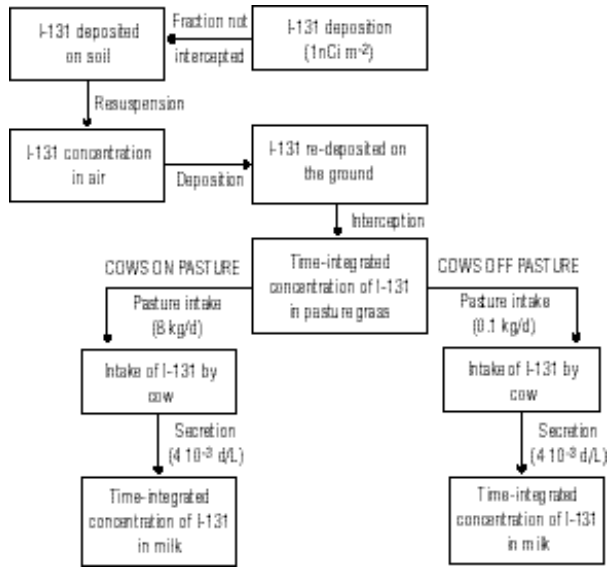 I-131 deposited
on soil
Fraction not
intercepted
I-131 deposition
(1nCi m-²)
Resuspension
I-131 concentration
in air
Deposition
I-131 re-deposited on
the ground
Interception
COWS ON PASTURE
Time-integrated
concentration of I-131
in pasture grass
COWS OFF PASTURE
Pasture intake
(8 kg/d)
Pasture intake
(0.1 kg/d)
Intake of I-131 by
cow
Intake of I-131 by
cow
Secretion
(4 10⁻³ d/L)
Secretion
(4 10⁻³ d/L)
Time-integrated
concentration of I-131
in milk
Time-integrated
concentration of I-131
in milk